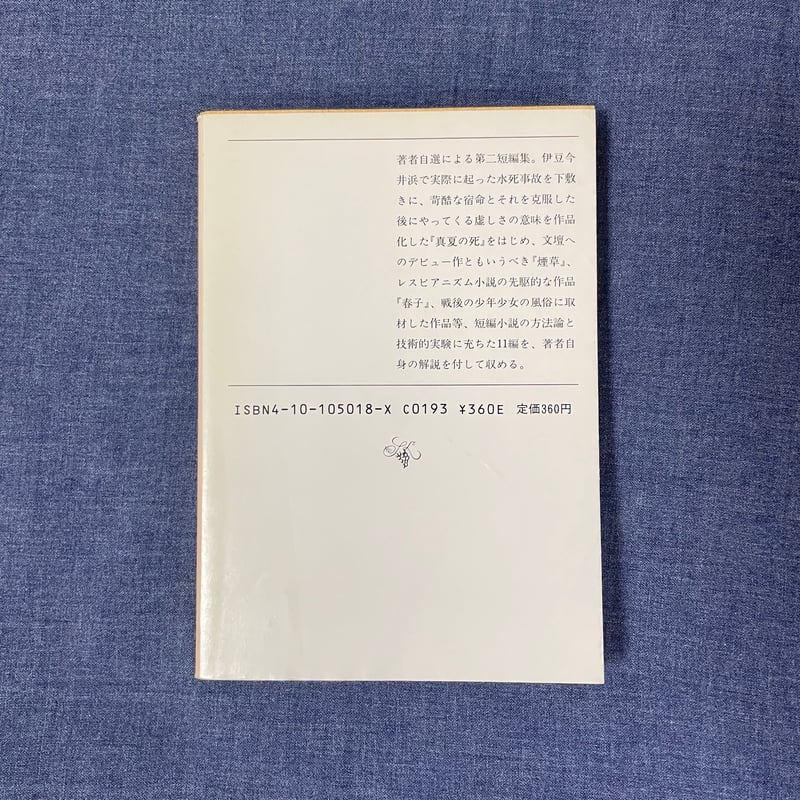 著者自選による第二短編集。伊豆今
井浜で実際に起った水死事故を下敷
きに、苛酷な宿命とそれを克服した
後にやってくる虚しさの意味を作品
化した『真夏の死』をはじめ、文壇へ
のデビュー作ともいうべき『煙草』、
レスビアニズム小説の先駆的な作品
『春子』、戦後の少年少女の風俗に取
材した作品等、短編小説の方法論と
技術的実験に充ちた11編を、著者自
身の解説を付して収める。
ISBN4-10-105018-X C0193 ¥360E 定価360円